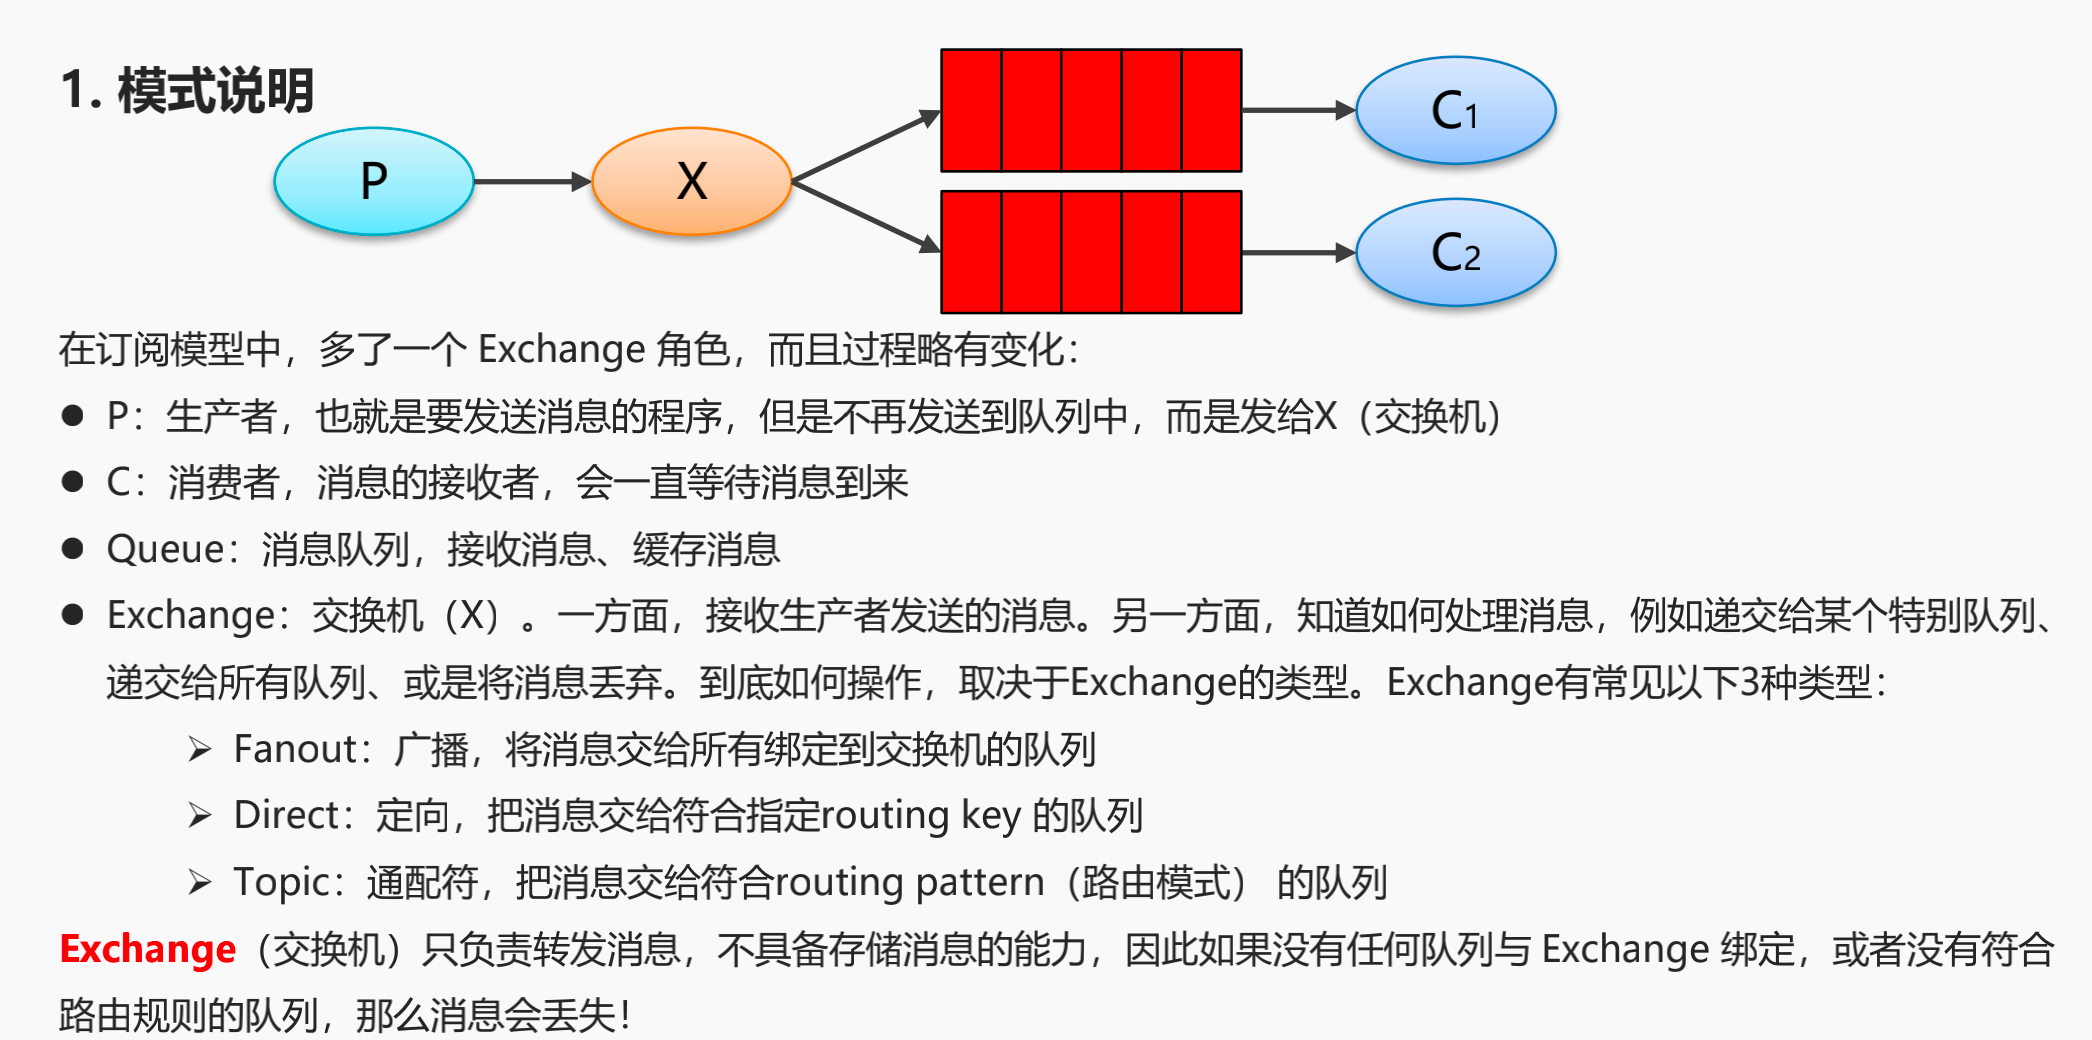 1. 模式说明
P
X
C1
C2
在订阅模型中，多了一个 Exchange 角色，而且过程略有变化：
● P：生产者，也就是要发送消息的程序，但是不再发送到队列中，而是发给X（交换机）
● C：消费者，消息的接收者，会一直等待消息到来
● Queue：消息队列，接收消息、缓存消息
● Exchange：交换机（X）。一方面，接收生产者发送的消息。另一方面，知道如何处理消息，例如递交给某个特别队列、
递交给所有队列、或是将消息丢弃。到底如何操作，取决于Exchange的类型。Exchange有常见以下3种类型：
➢ Fanout：广播，将消息交给所有绑定到交换机的队列
➢ Direct：定向，把消息交给符合指定routing key 的队列
➢ Topic：通配符，把消息交给符合routing pattern（路由模式） 的队列
Exchange（交换机）只负责转发消息，不具备存储消息的能力，因此如果没有任何队列与 Exchange 绑定，或者没有符合
路由规则的队列，那么消息会丢失！